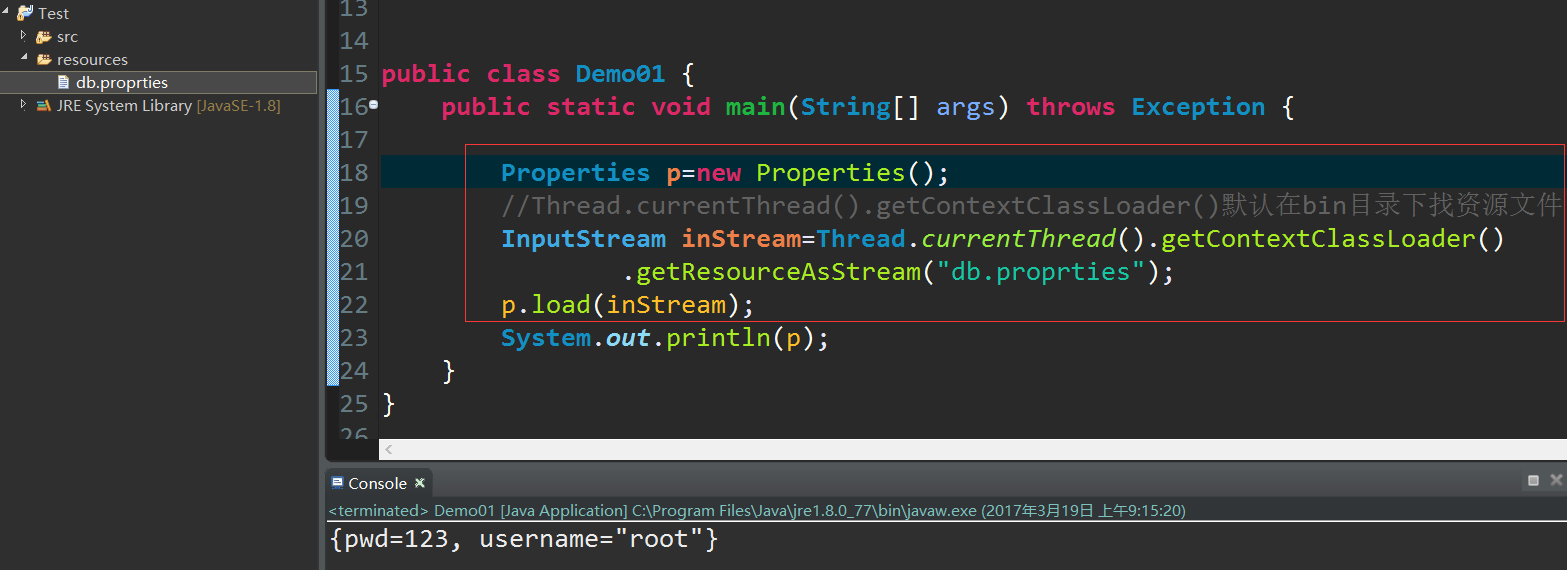 Test
src
resources
db.proprties
JRE System Library [JavaSE-1.8]
13
14
15 public class Demo01 {
16 public static void main(String[] args) throws Exception {
17
18 Properties p=new Properties();
19 //Thread.currentThread().getContextClassLoader()默认在bin目录下找资源文件
20 InputStream inStream=Thread.currentThread().getContextClassLoader()
21 .getResourceAsStream("db.proprties");
22 p.load(inStream);
23 System.out.println(p);
24 }
25 }
26
Console
<terminated> Demo01 [Java Application] C:\Program Files\Java\jre1.8.0_77\bin\javaw.exe (2017年3月19日 上午9:15:20)
{pwd=123, username="root"}